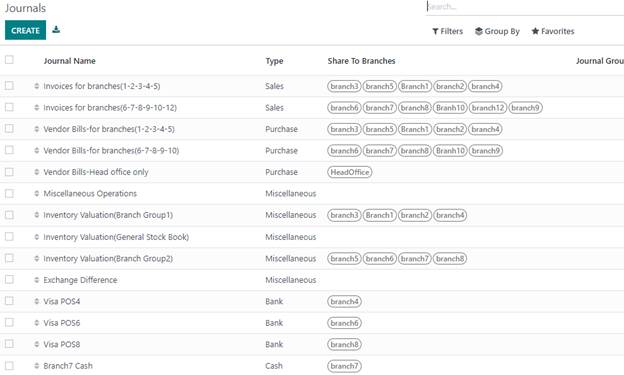 Journals
Search...
CREATE
Filters Group By Favorites
Journal Name Type Share To Branches Journal Grou
Invoices for branches(1-2-3-4-5) Sales branch3 branch5 Branch1 branch2 branch4
Invoices for branches(6-7-8-9-10-12) Sales branch6 branch7 branch8 Branh10 branch12 branch9
Vendor Bills-for branches(1-2-3-4-5) Purchase branch3 branch5 Branch1 branch2 branch4
Vendor Bills-for branches(6-7-8-9-10) Purchase branch6 branch7 branch8 Branh10 branch9
Vendor Bills-Head office only Purchase HeadOffice
Miscellaneous Operations Miscellaneous
Inventory Valuation(Branch Group1) Miscellaneous branch3 Branch1 branch2 branch4
Inventory Valuation(General Stock Book) Miscellaneous
Inventory Valuation(Branch Group2) Miscellaneous branch5 branch6 branch7 branch8
Exchange Difference Miscellaneous
Visa POS4 Bank branch4
Visa POS6 Bank branch6
Visa POS8 Bank branch8
Branch7 Cash Cash branch7